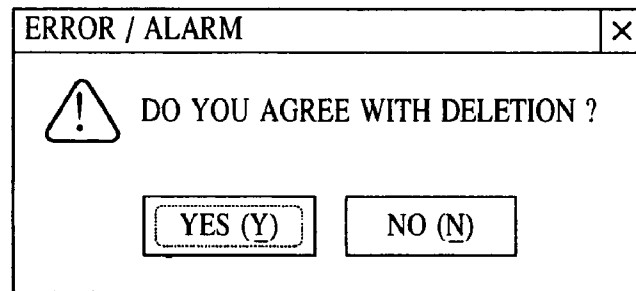 ERROR / ALARM ×
DO YOU AGREE WITH DELETION ?
YES (Y) NO (N)